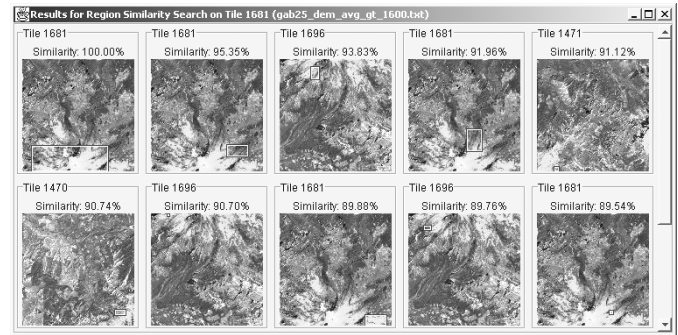 Results for Region Similarity Search on Tile 1681 (gab25_dem_avg_gt_1600.txt)
Tile 1681 Tile 1681 Tile 1696 Tile 1681 Tile 1471
Similarity: 100.00% Similarity: 95.35% Similarity: 93.83% Similarity: 91.96% Similarity: 91.12%
Tile 1470 Tile 1696 Tile 1681 Tile 1696 Tile 1681
Similarity: 90.74% Similarity: 90.70% Similarity: 89.88% Similarity: 89.76% Similarity: 89.54%